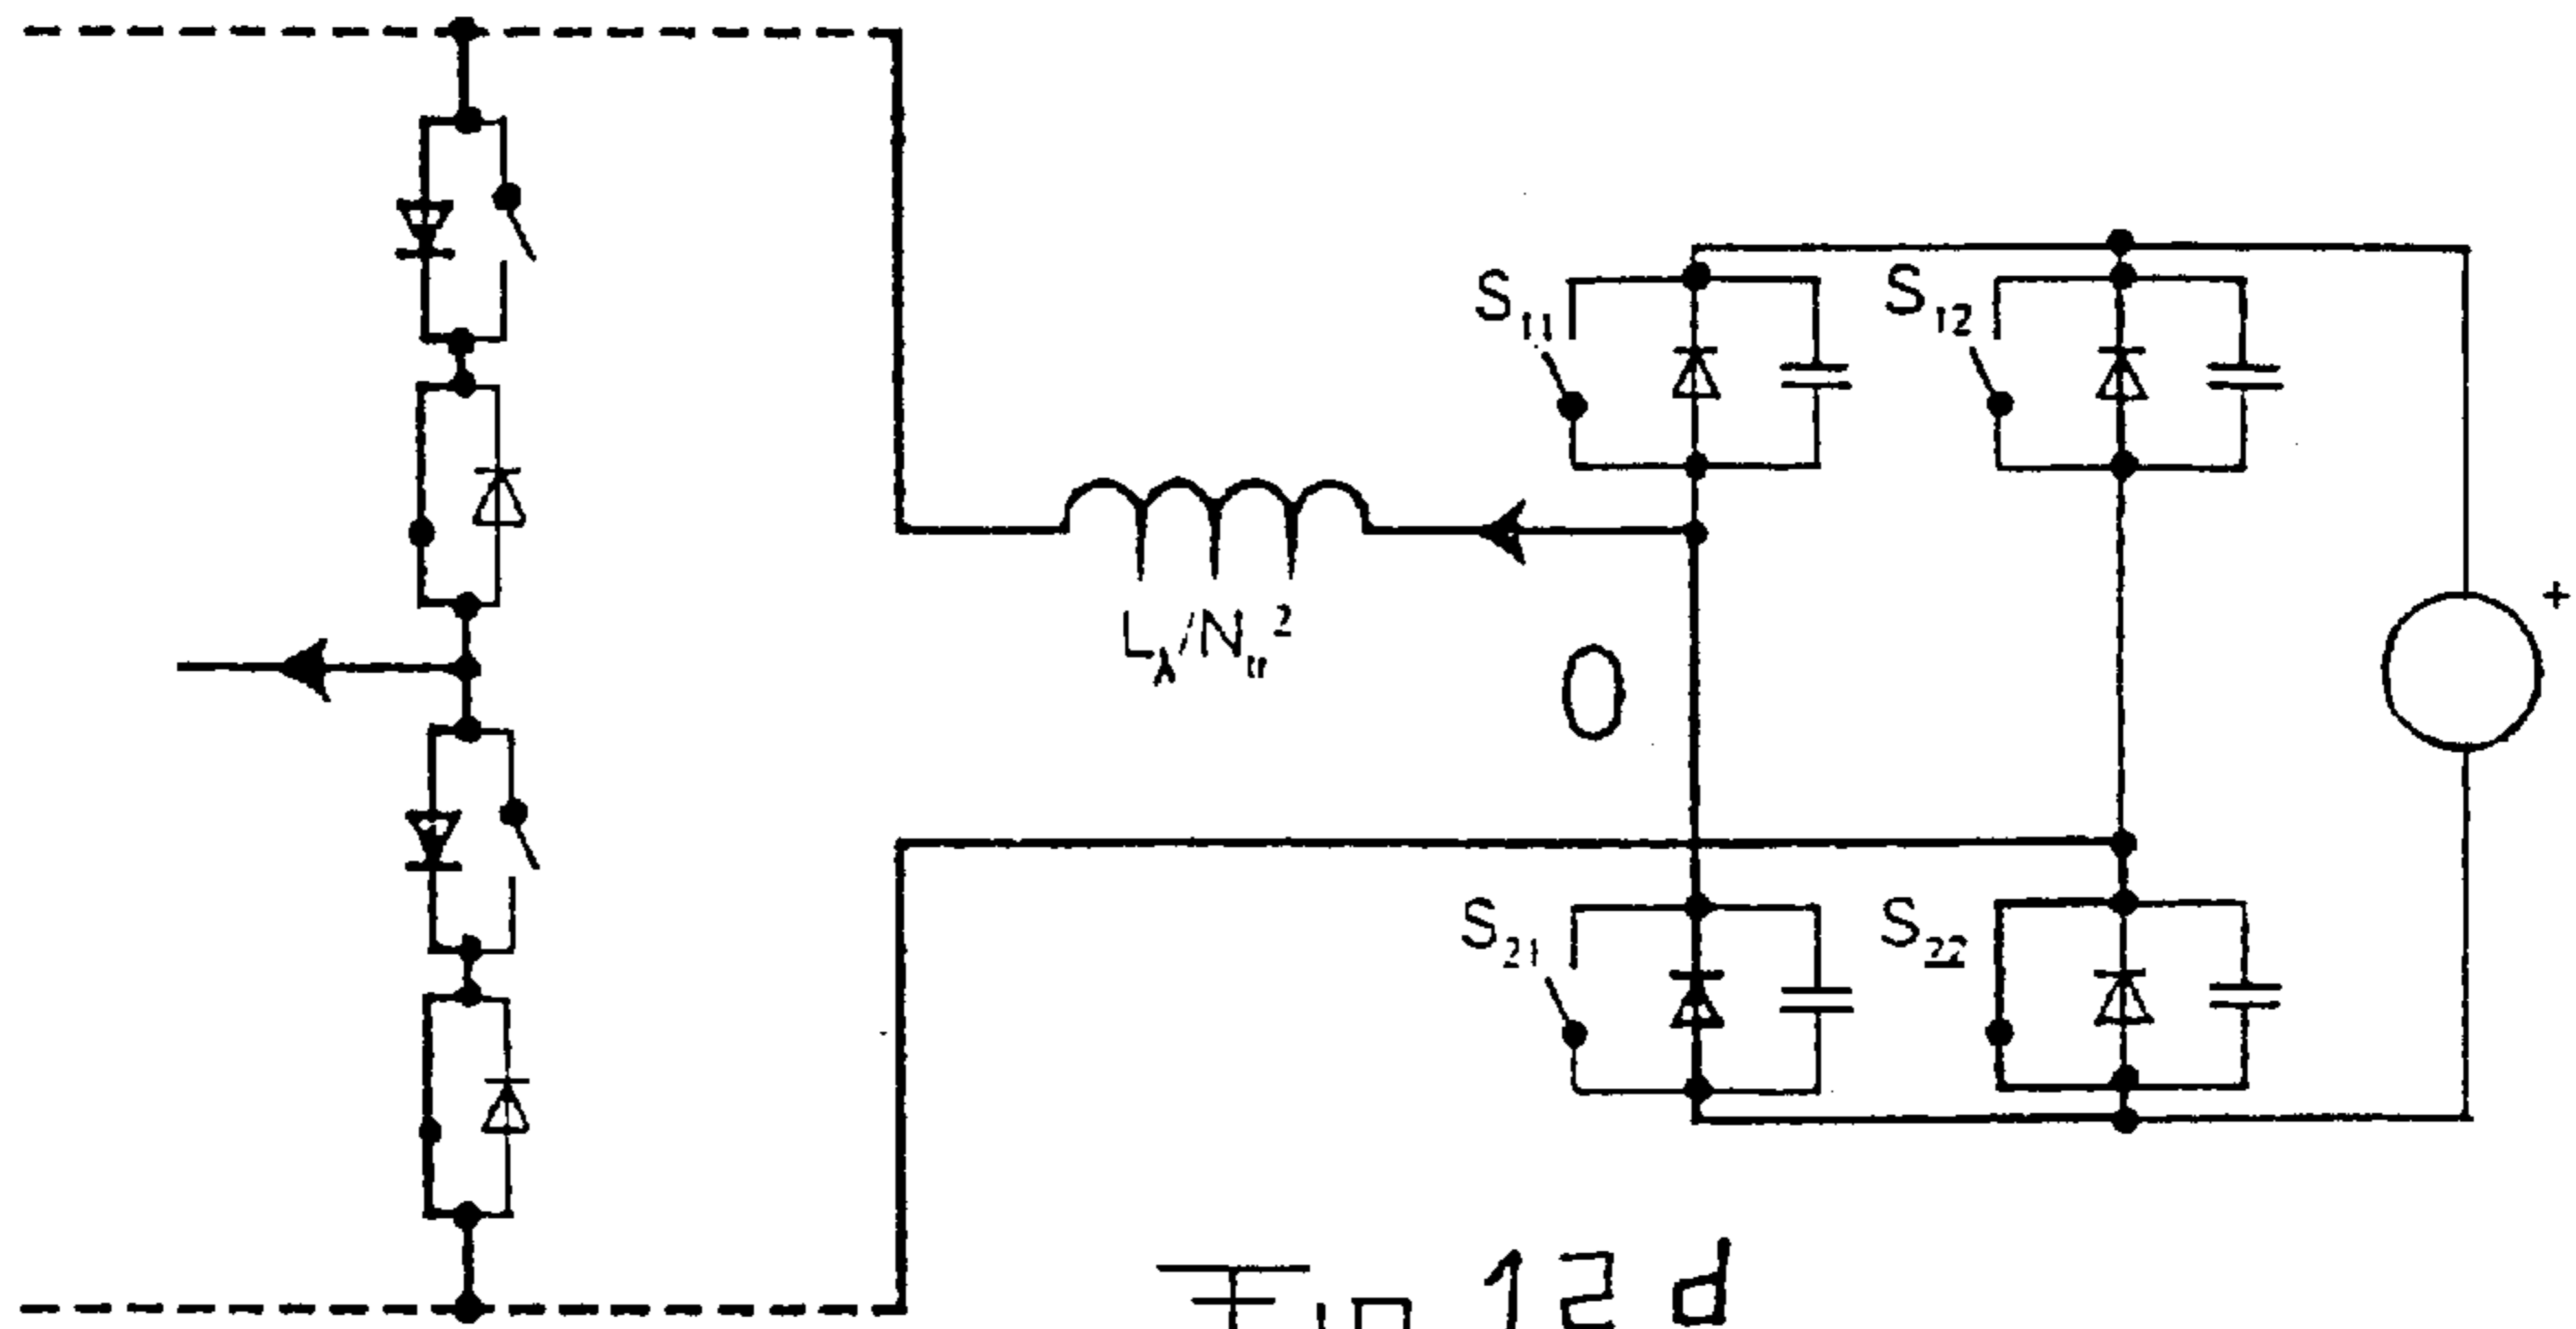 S₁₁
S₁₂
+
Lλ/Nₜᵣ²
0
S₂₁
S₂₂
Fig 12 d